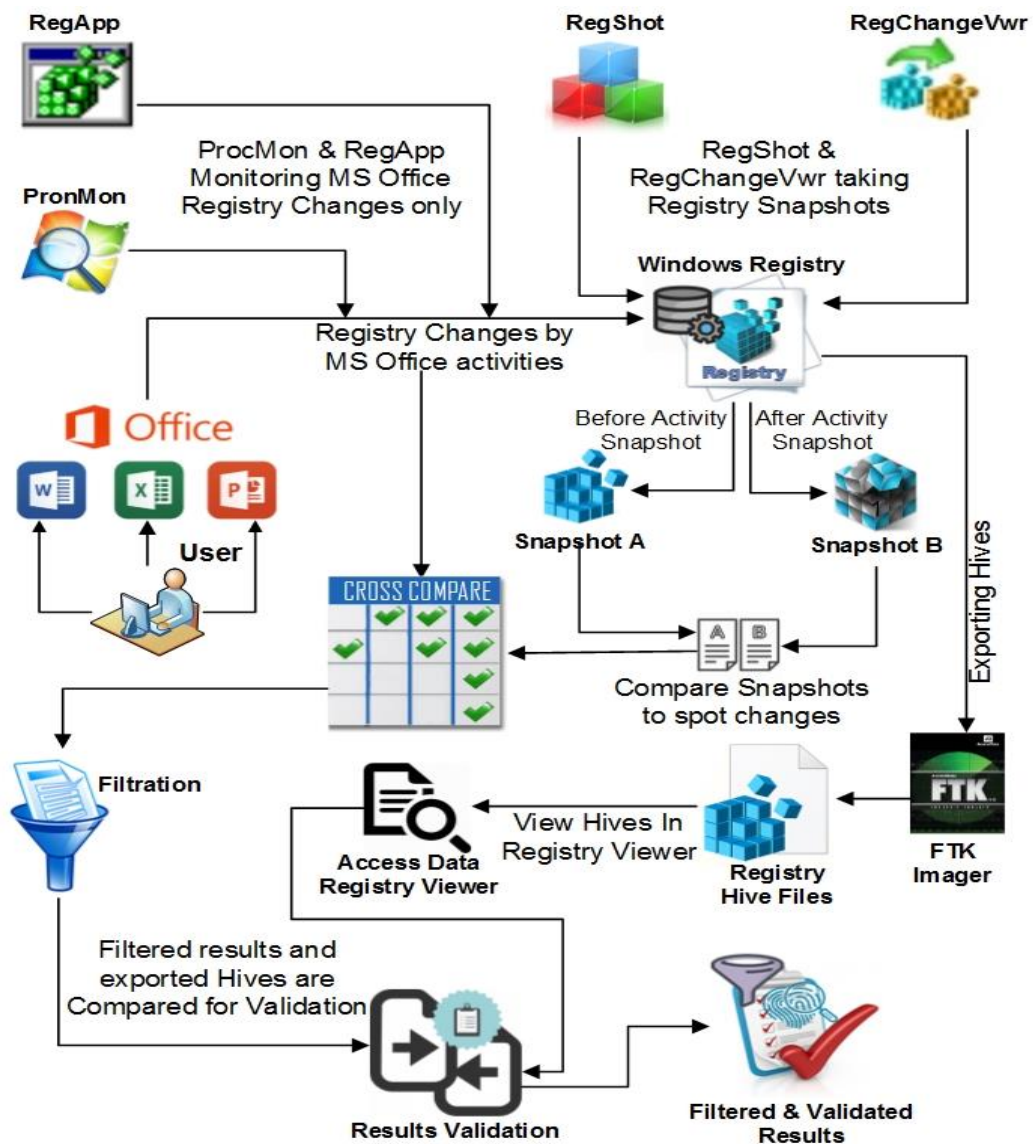 RegApp
RegShot
RegChangeVwr
ProcMon & RegApp
Monitoring MS Office
Registry Changes only
RegShot &
RegChangeVwr taking
Registry Snapshots
PronMon
Windows Registry
Registry
Registry Changes by
MS Office activities
Office
W
X
P
User
Before Activity
Snapshot
After Activity
Snapshot
Snapshot A
Snapshot B
Exporting Hives
CROSS COMPARE
A
B
Compare Snapshots
to spot changes
Filtration
Access Data
Registry Viewer
View Hives In
Registry Viewer
Registry
Hive Files
FTK
FTK
Imager
Filtered results and
exported Hives are
Compared for Validation
Results Validation
Filtered & Validated
Results